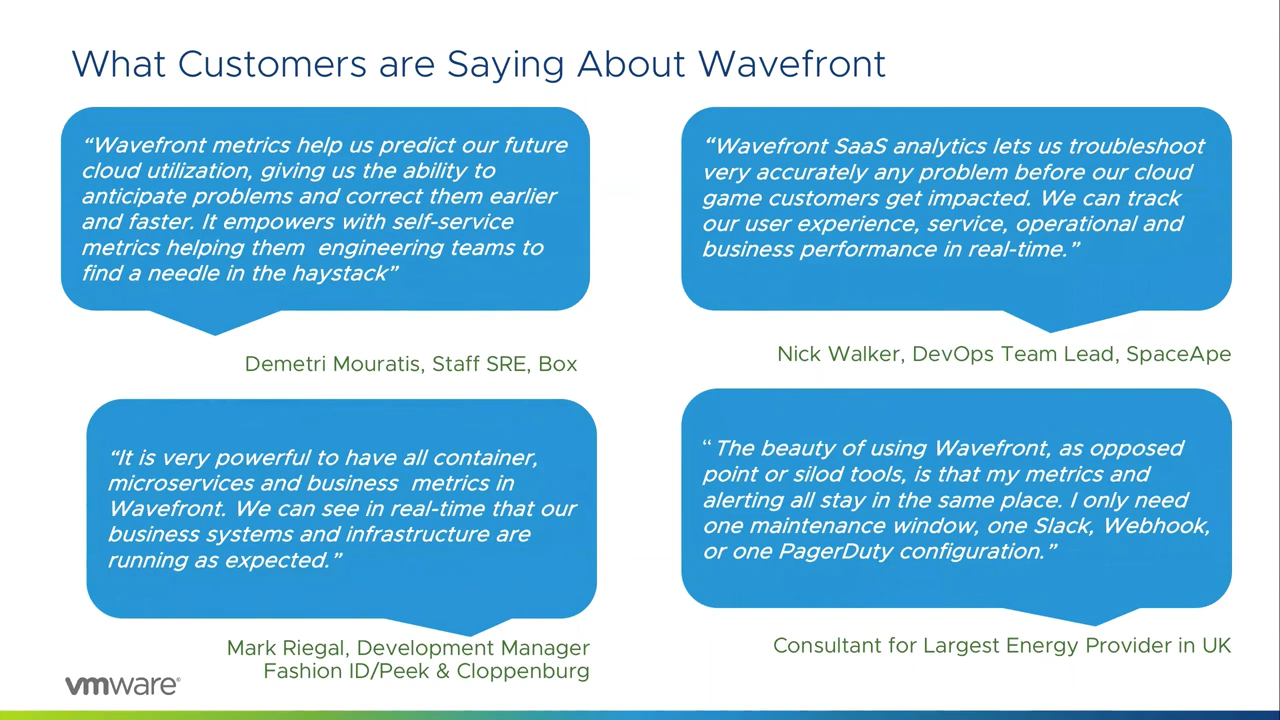 What Customers are Saying About Wavefront
“Wavefront metrics help us predict our future
cloud utilization, giving us the ability to
anticipate problems and correct them earlier
and faster. It empowers with self-service
metrics helping them  engineering teams to
find a needle in the haystack”
Demetri Mouratis, Staff SRE, Box
“Wavefront SaaS analytics lets us troubleshoot
very accurately any problem before our cloud
game customers get impacted. We can track
our user experience, service, operational and
business performance in real-time.”
Nick Walker, DevOps Team Lead, SpaceApe
“It is very powerful to have all container,
microservices and business  metrics in
Wavefront. We can see in real-time that our
business systems and infrastructure are
running as expected.”
Mark Riegal, Development Manager
Fashion ID/Peek & Cloppenburg
“ The beauty of using Wavefront, as opposed
point or silod tools, is that my metrics and
alerting all stay in the same place. I only need
one maintenance window, one Slack, Webhook,
or one PagerDuty configuration.”
Consultant for Largest Energy Provider in UK
vmware®